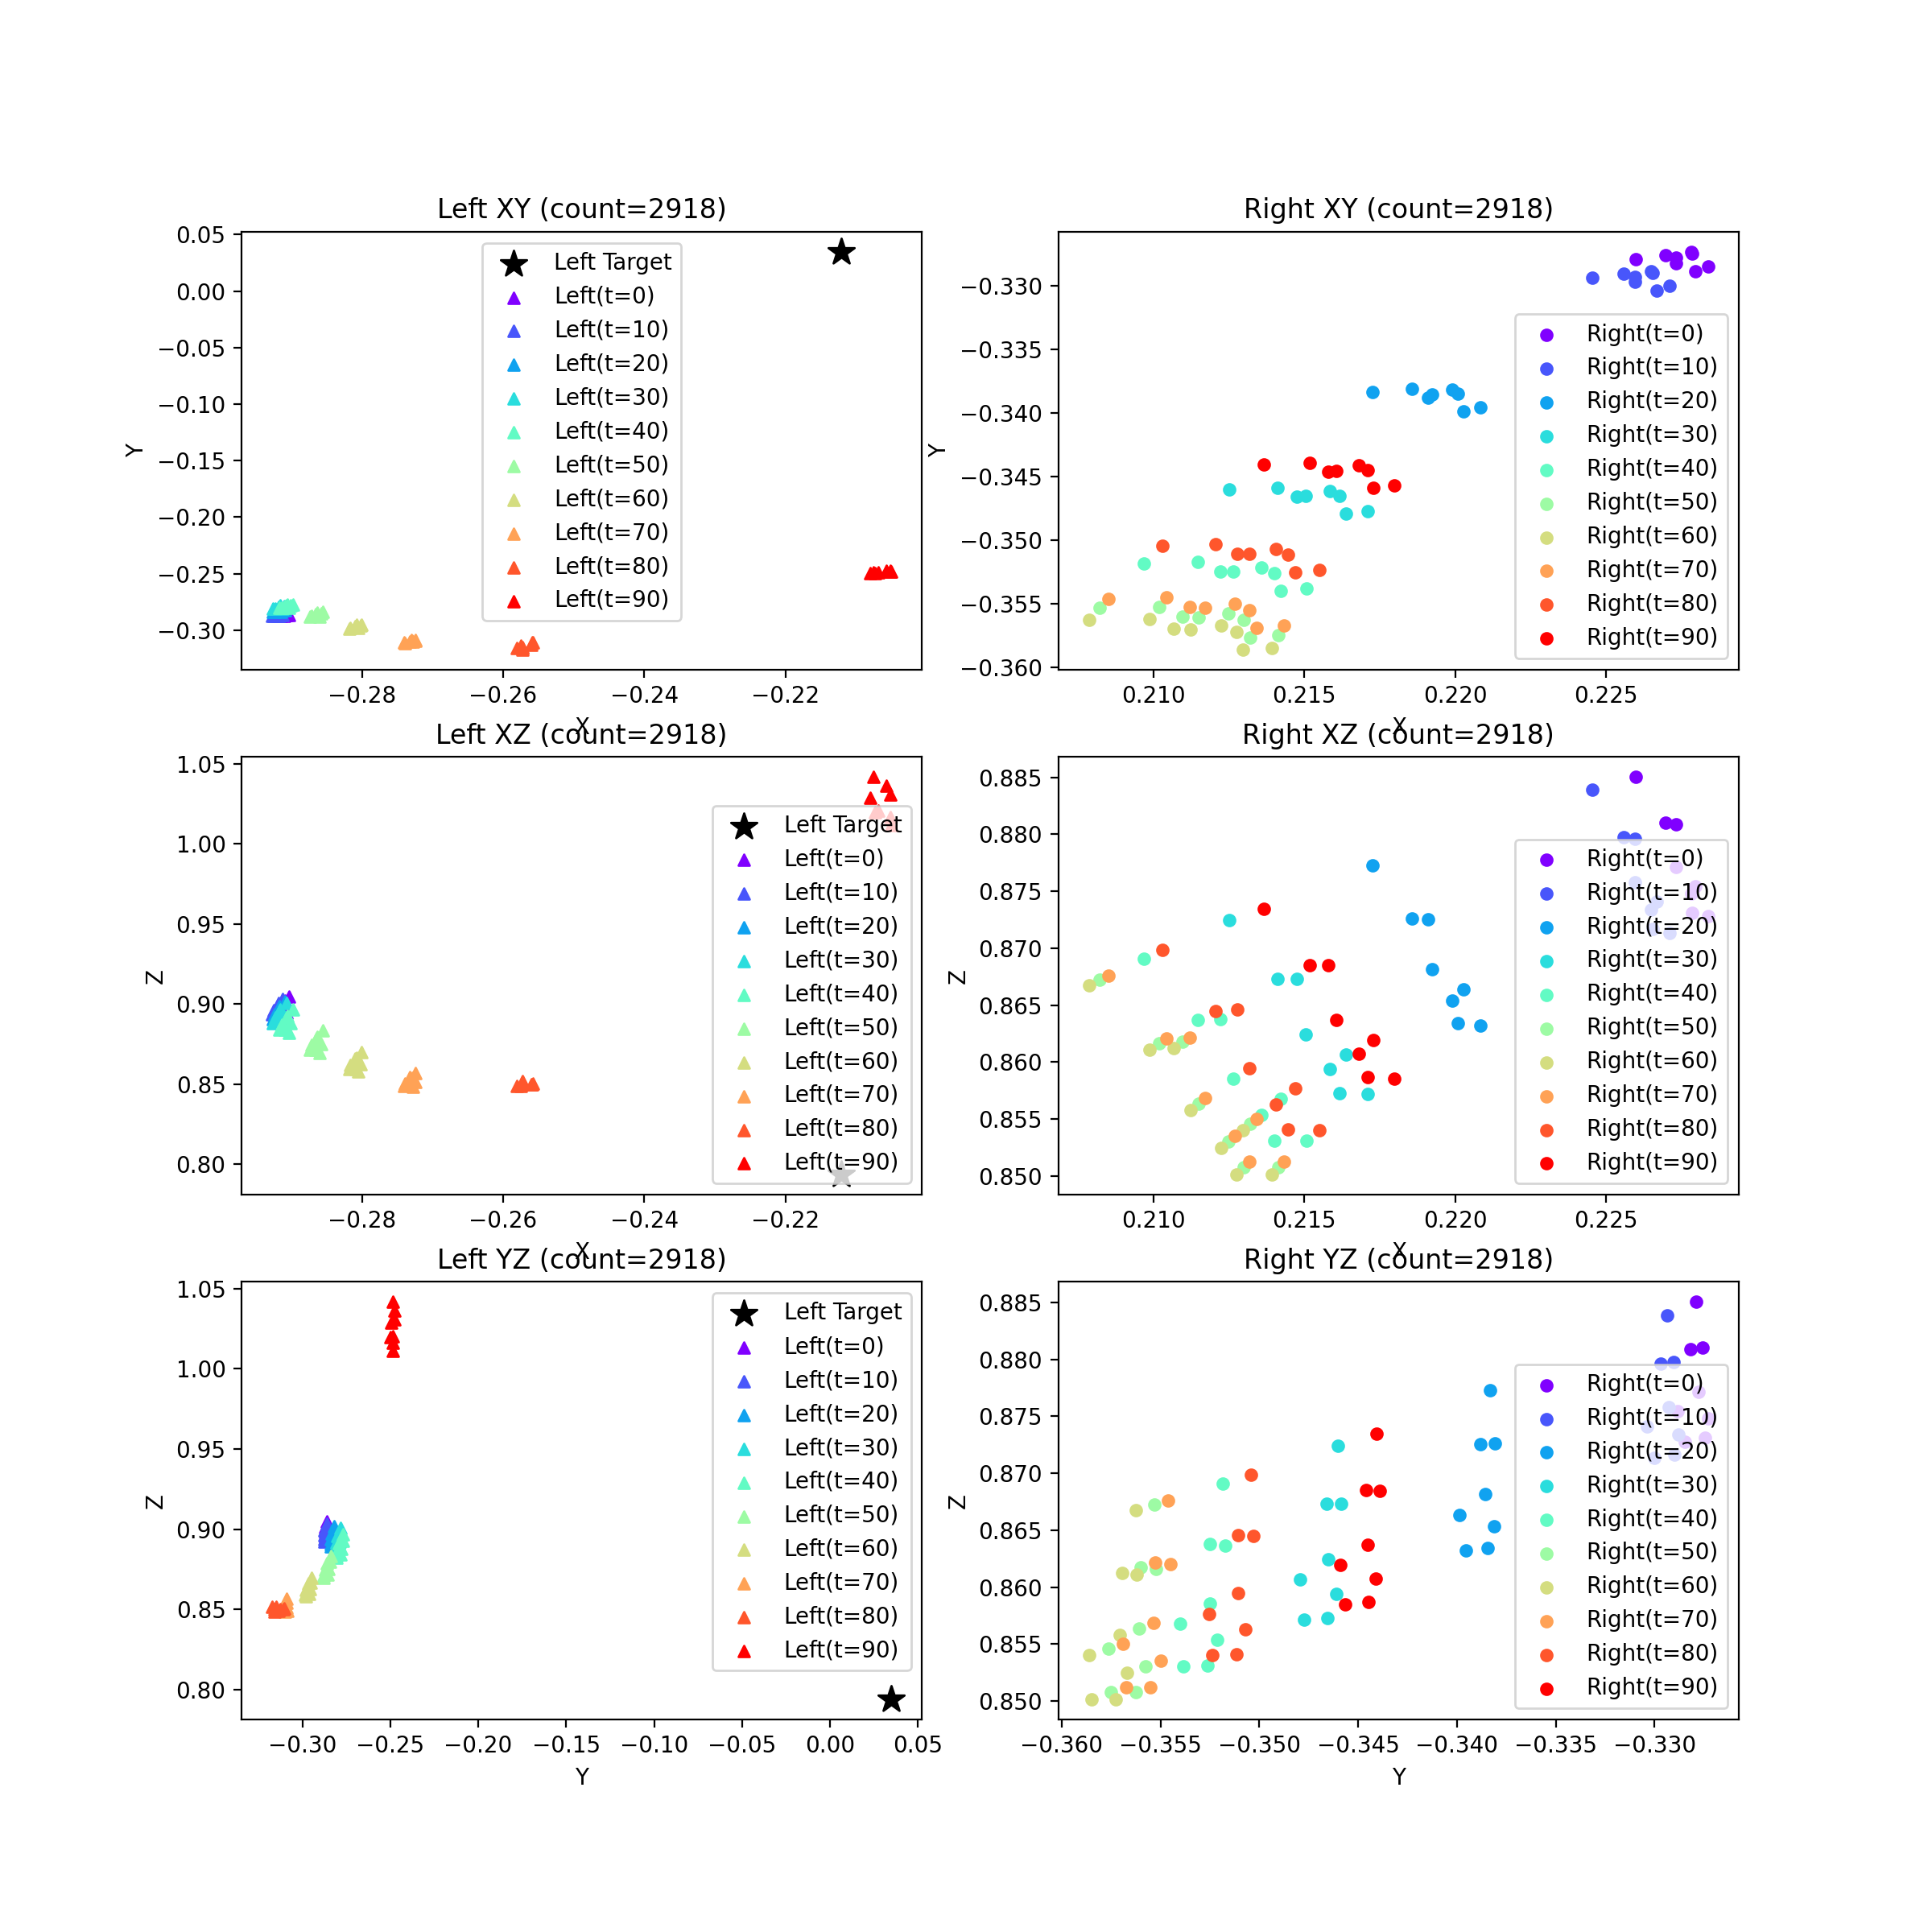 Left XY (count=2918)
0.05
0.00
−0.05
−0.10
−0.15
−0.20
−0.25
−0.30
Y
−0.28
−0.26
−0.24
−0.22
X
Left Target
Left(t=0)
Left(t=10)
Left(t=20)
Left(t=30)
Left(t=40)
Left(t=50)
Left(t=60)
Left(t=70)
Left(t=80)
Left(t=90)
Right XY (count=2918)
−0.330
−0.335
−0.340
−0.345
−0.350
−0.355
−0.360
Y
0.210
0.215
0.220
0.225
X
Right(t=0)
Right(t=10)
Right(t=20)
Right(t=30)
Right(t=40)
Right(t=50)
Right(t=60)
Right(t=70)
Right(t=80)
Right(t=90)
Left XZ (count=2918)
1.05
1.00
0.95
0.90
0.85
0.80
Z
−0.28
−0.26
−0.24
−0.22
X
Left Target
Left(t=0)
Left(t=10)
Left(t=20)
Left(t=30)
Left(t=40)
Left(t=50)
Left(t=60)
Left(t=70)
Left(t=80)
Left(t=90)
Right XZ (count=2918)
0.885
0.880
0.875
0.870
0.865
0.860
0.855
0.850
Z
0.210
0.215
0.220
0.225
X
Right(t=0)
Right(t=10)
Right(t=20)
Right(t=30)
Right(t=40)
Right(t=50)
Right(t=60)
Right(t=70)
Right(t=80)
Right(t=90)
Left YZ (count=2918)
1.05
1.00
0.95
0.90
0.85
0.80
Z
−0.30
−0.25
−0.20
−0.15
−0.10
−0.05
0.00
0.05
Y
Left Target
Left(t=0)
Left(t=10)
Left(t=20)
Left(t=30)
Left(t=40)
Left(t=50)
Left(t=60)
Left(t=70)
Left(t=80)
Left(t=90)
Right YZ (count=2918)
0.885
0.880
0.875
0.870
0.865
0.860
0.855
0.850
Z
−0.360
−0.355
−0.350
−0.345
−0.340
−0.335
−0.330
Y
Right(t=0)
Right(t=10)
Right(t=20)
Right(t=30)
Right(t=40)
Right(t=50)
Right(t=60)
Right(t=70)
Right(t=80)
Right(t=90)